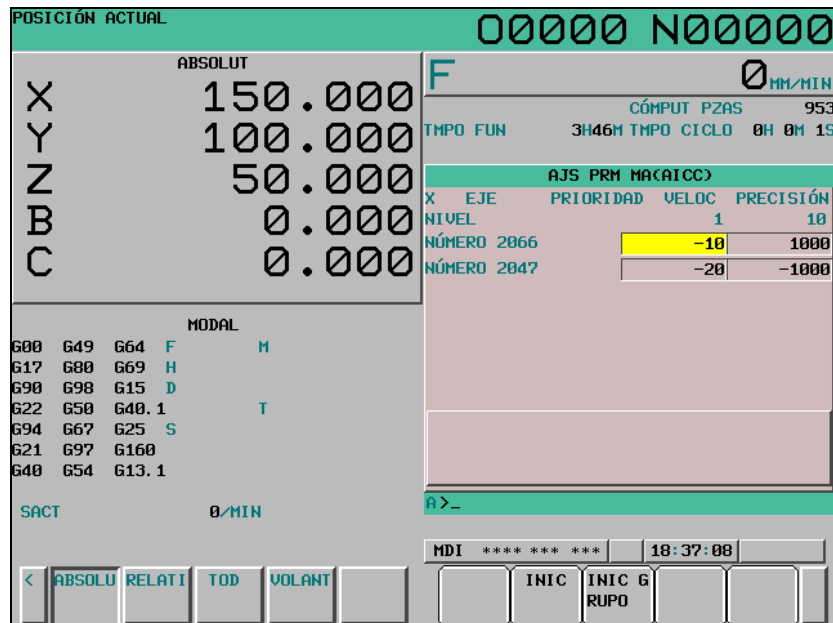 POSICIÓN ACTUAL O0000 N00000
ABSOLUT
X 150.000
Y 100.000
Z 50.000
B 0.000
C 0.000
F 0 MM/MIN
CÓMPUT PZAS 953
TMPO FUN 3H46M TMPO CICLO 0H 0M 1S
AJS PRM MA(AICC)
X EJE PRIORIDAD VELOC PRECISIÓN
NIVEL 1 10
NÚMERO 2066 -10 1000
NÚMERO 2047 -20 -1000
MODAL
G00 G49 G64 F M
G17 G80 G69 H
G90 G98 G15 D
G22 G50 G40.1 T
G94 G67 G25 S
G21 G97 G160
G40 G54 G13.1
SACT 0/MIN
A>_
MDI **** *** *** 18:37:08
< ABSOLU RELATI TOD VOLANT
INIC INIC G
RUPO